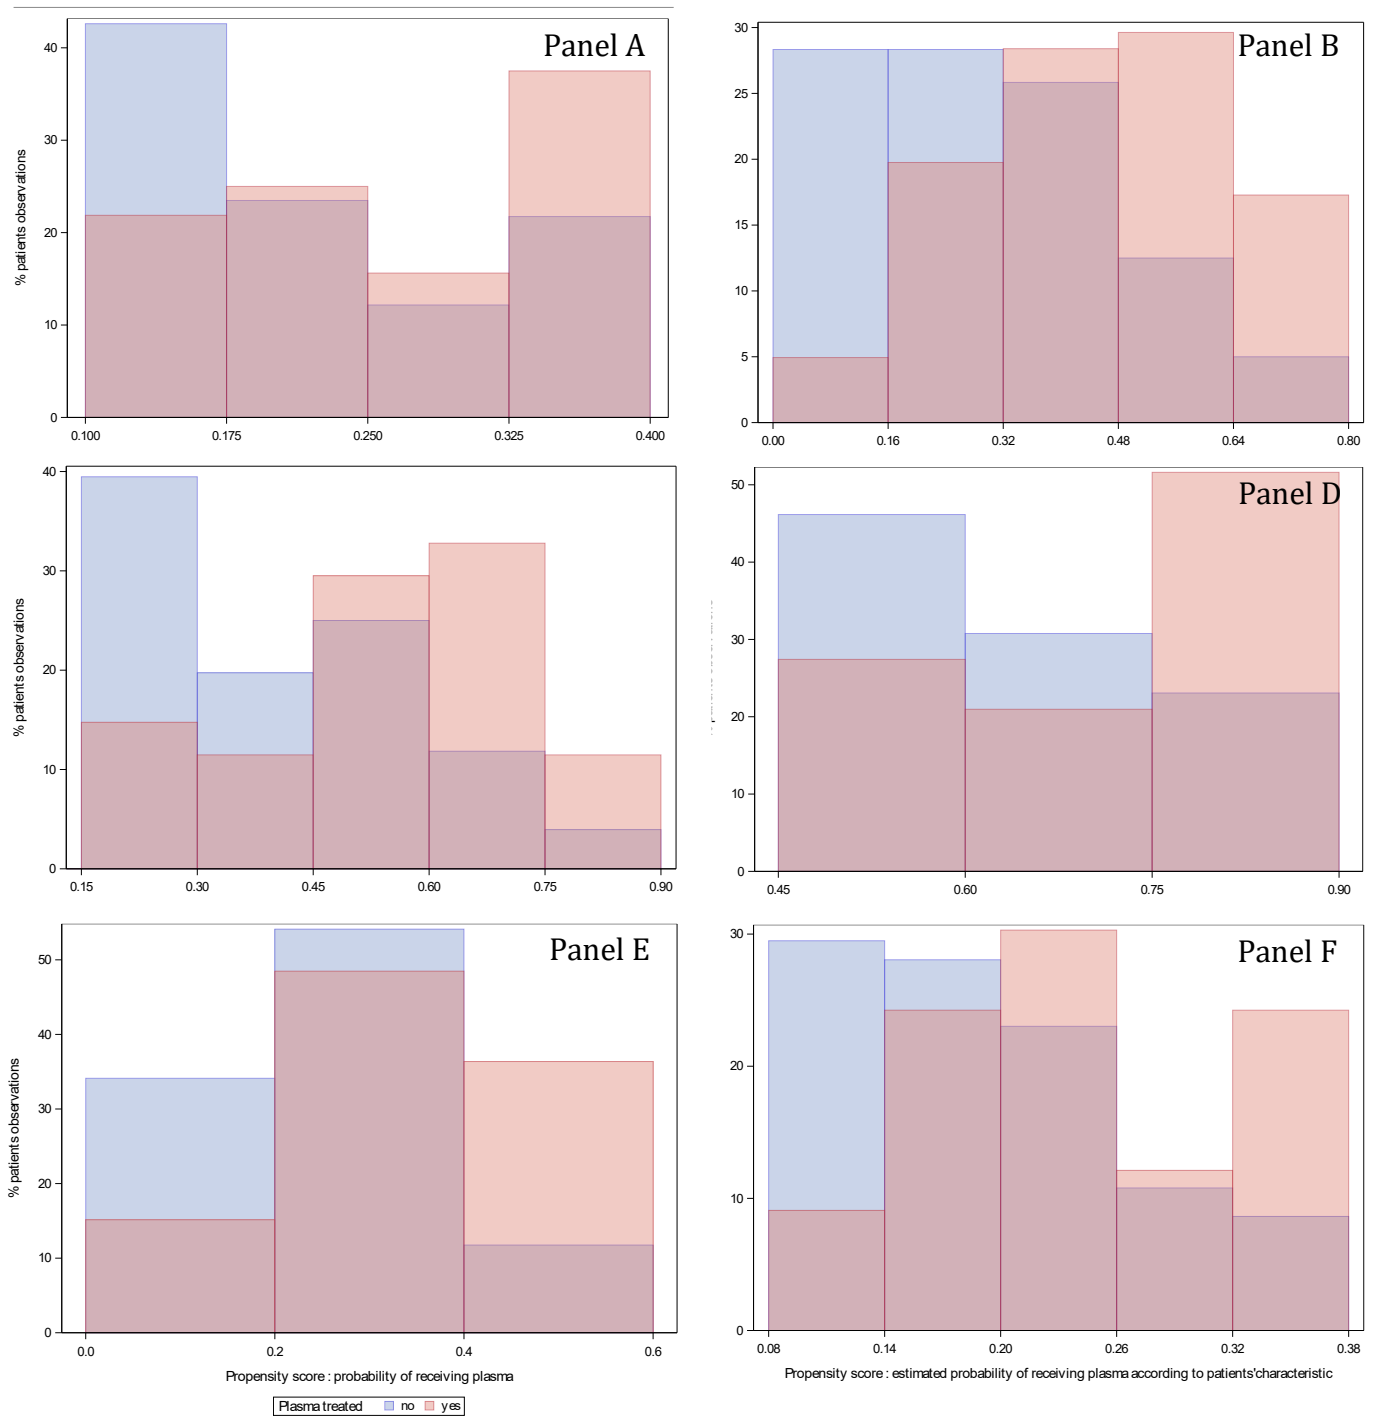 Panel A
% patients observations
40
30
20
10
0
0.100 0.175 0.250 0.325 0.400
Panel B
30
25
20
15
10
5
0
0.00 0.16 0.32 0.48 0.64 0.80
% patients observations
40
30
20
10
0
0.15 0.30 0.45 0.60 0.75 0.90
Panel D
50
40
30
20
10
0
0.45 0.60 0.75 0.90
Panel E
% patients observations
50
40
30
20
10
0
0.0 0.2 0.4 0.6
Propensity score : probability of receiving plasma
Plasma treated no yes
Panel F
30
20
10
0
0.08 0.14 0.20 0.26 0.32 0.38
Propensity score : estimated probability of receiving plasma according to patients'characteristic